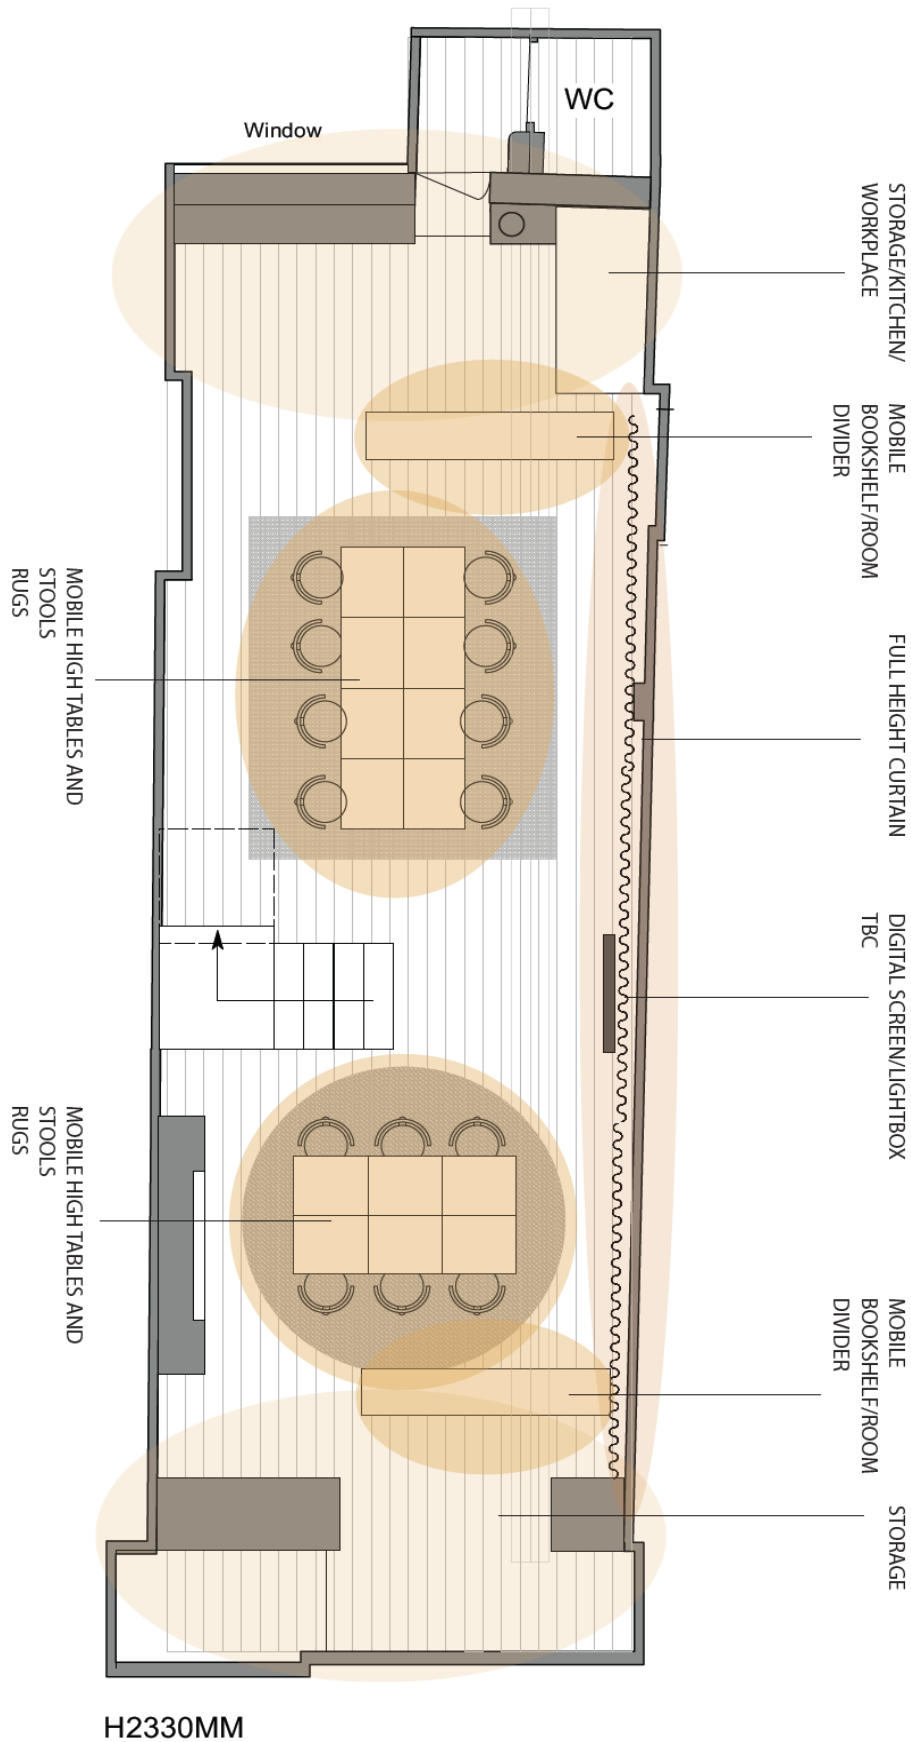 WC
Window
STORAGE/KITCHEN/
WORKPLACE
MOBILE
BOOKSHELF/ROOM
DIVIDER
MOBILE HIGH TABLES AND
STOOLS
RUGS
FULL HEIGHT CURTAIN
DIGITAL SCREEN/LIGHTBOX
TBC
MOBILE HIGH TABLES AND
STOOLS
RUGS
MOBILE
BOOKSHELF/ROOM
DIVIDER
STORAGE
H2330MM